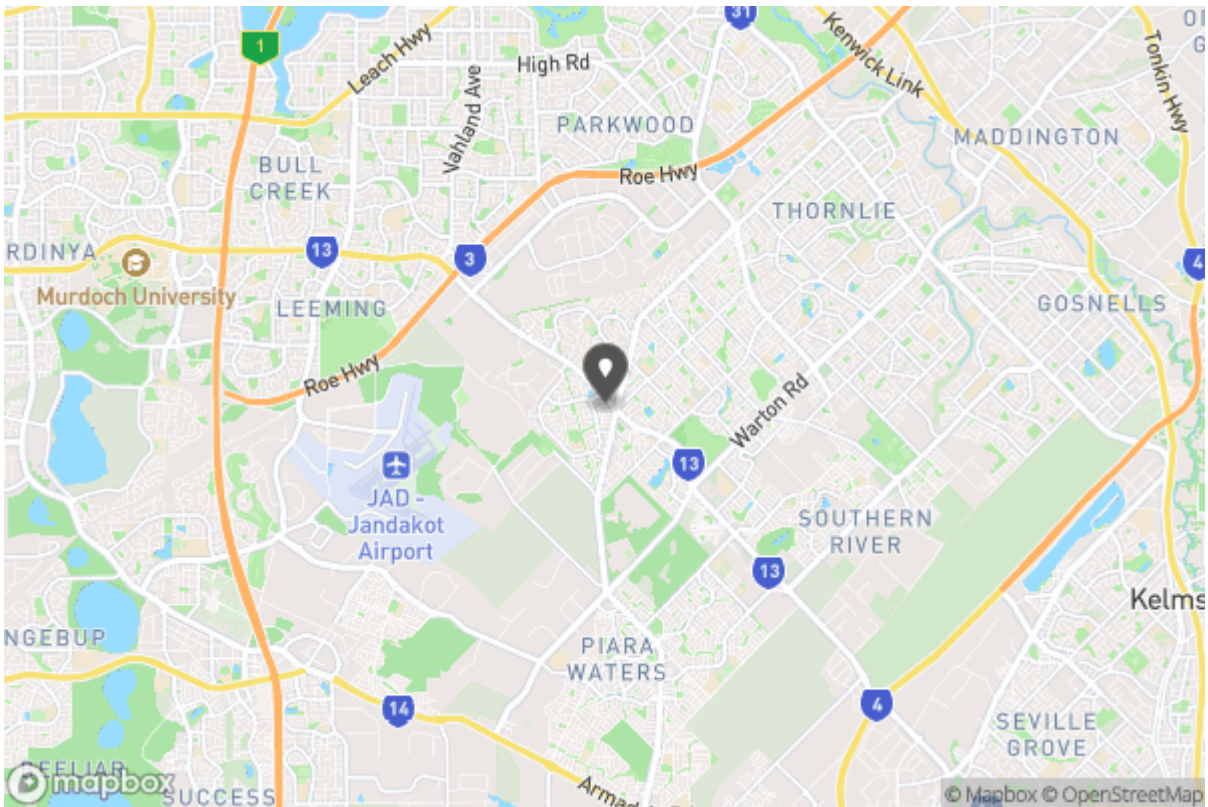 31
O
G
1
Leach Hwy
High Rd
Kenwick Link
Tonkin Hwy
Vahland Ave
PARKWOOD
MADDINGTON
BULL
CREEK
Roe Hwy
THORNLIE
RDINYA
13
3
4
Murdoch University
LEEMING
GOSNELLS
Roe Hwy
Warton Rd
13
JAD -
Jandakot
Airport
SOUTHERN
RIVER
13
Kelms
NGEBUP
PIARA
WATERS
14
4
SEVILLE
GROVE
BEELIAR
mapbox
SUCCESS
© Mapbox © OpenStreetMap